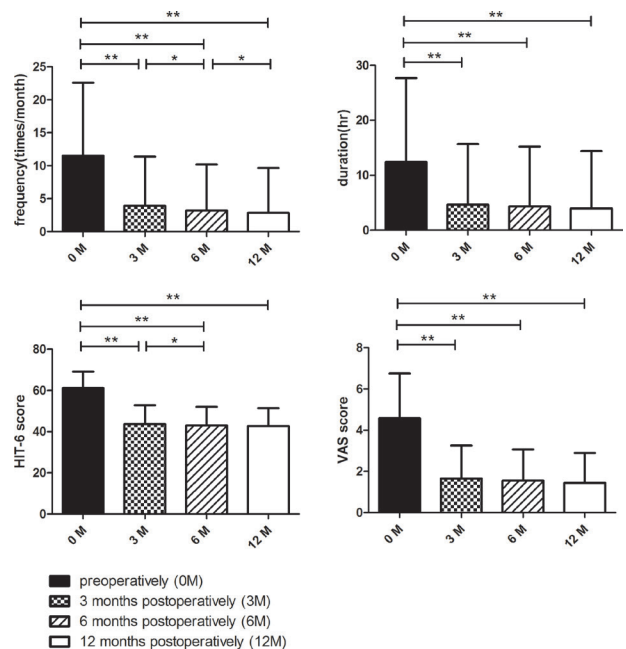 **
**
** * *
frequency(times/month)
25
20
15
10
5
0
0 M 3 M 6 M 12 M
**
**
**
duration(hr)
30
20
10
0
0 M 3 M 6 M 12 M
**
**
** *
HIT-6 score
80
60
40
20
0
0 M 3 M 6 M 12 M
**
**
**
VAS score
8
6
4
2
0
0 M 3 M 6 M 12 M
preoperatively (0M)
3 months postoperatively (3M)
6 months postoperatively (6M)
12 months postoperatively (12M)